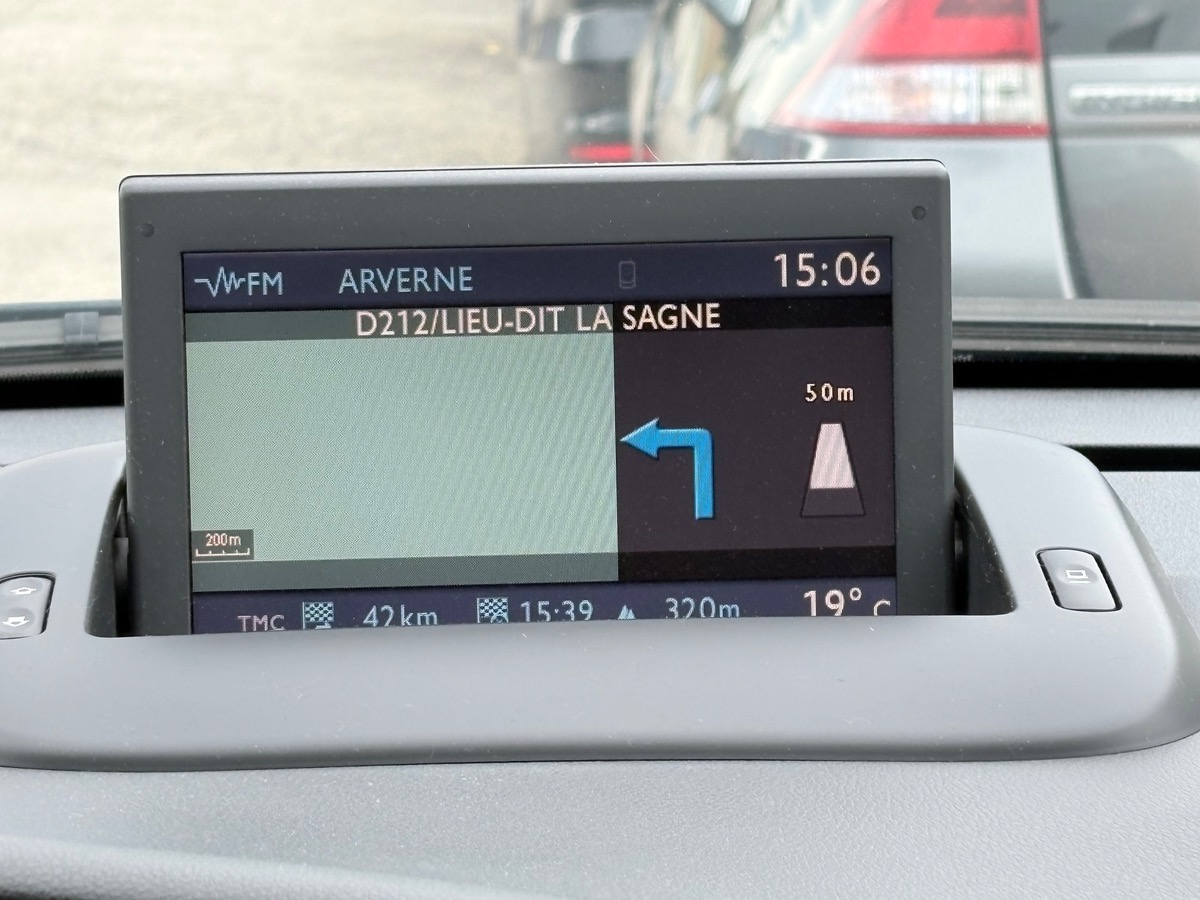 FM ARVERNE 15:06
D212/LIEU-DIT LA SAGNE
50m
200m
TMC 42km 15:39 320m 19° C